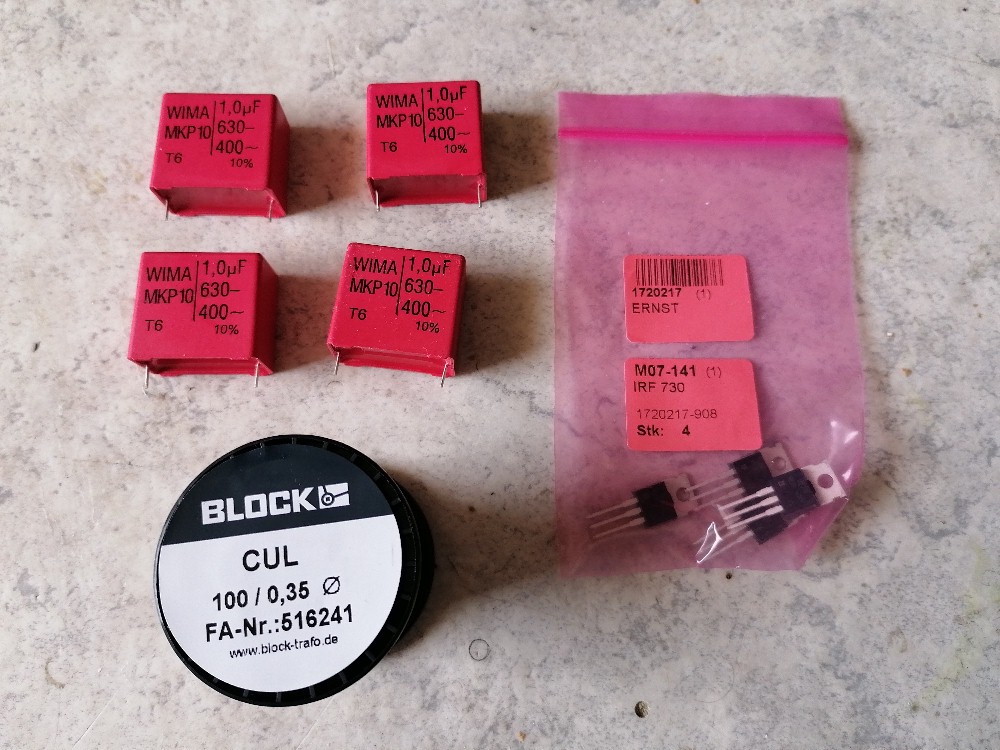 WIMA 1,0µF
MKP10 630–
400~
T6 10%
WIMA 1,0µF
MKP10 630–
400~
T6 10%
WIMA 1,0µF
MKP10 630–
400~
T6 10%
WIMA 1,0µF
MKP10 630–
400~
T6 10%
1720217 (1)
ERNST
M07-141 (1)
IRF 730
1720217-908
Stk: 4
BLOCK
CUL
100 / 0,35 Ø
FA-Nr.:516241
www.block-trafo.de